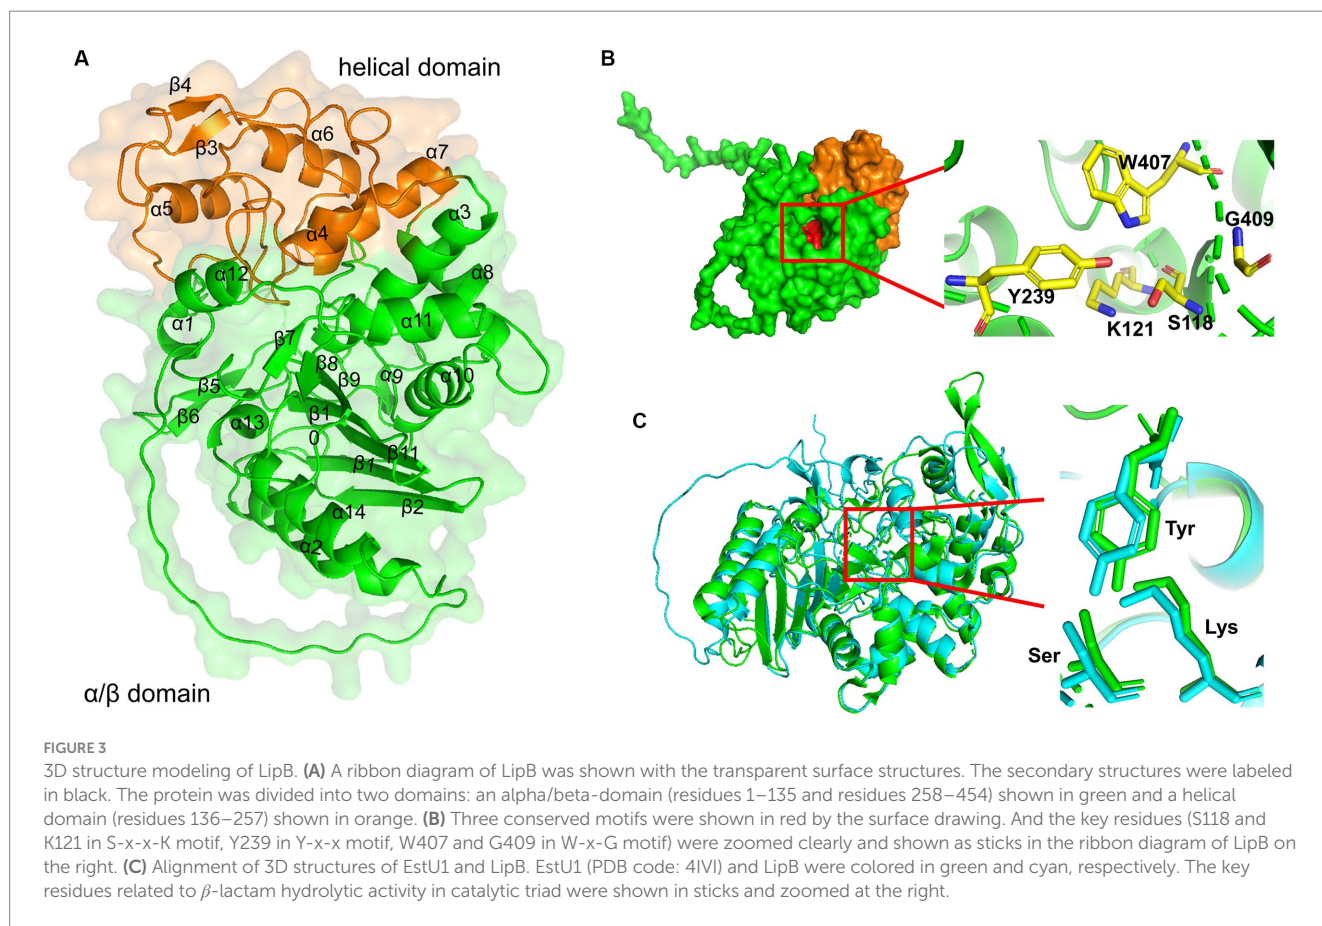 A
helical domain
β4
α6
β3
α7
α5
α3
α4
α12
α8
α1
α11
β7
β8
β9
α9
α10
β5
β6
α13
β1
0
β11
β1
α14
β2
α2
α/β domain
B
W407
G409
Y239
K121
S118
C
Tyr
Lys
Ser
FIGURE 3
3D structure modeling of LipB. (A) A ribbon diagram of LipB was shown with the transparent surface structures. The secondary structures were labeled
in black. The protein was divided into two domains: an alpha/beta-domain (residues 1–135 and residues 258–454) shown in green and a helical
domain (residues 136–257) shown in orange. (B) Three conserved motifs were shown in red by the surface drawing. And the key residues (S118 and
K121 in S-x-x-K motif, Y239 in Y-x-x motif, W407 and G409 in W-x-G motif) were zoomed clearly and shown as sticks in the ribbon diagram of LipB on
the right. (C) Alignment of 3D structures of EstU1 and LipB. EstU1 (PDB code: 4IVI) and LipB were colored in green and cyan, respectively. The key
residues related to β-lactam hydrolytic activity in catalytic triad were shown in sticks and zoomed at the right.